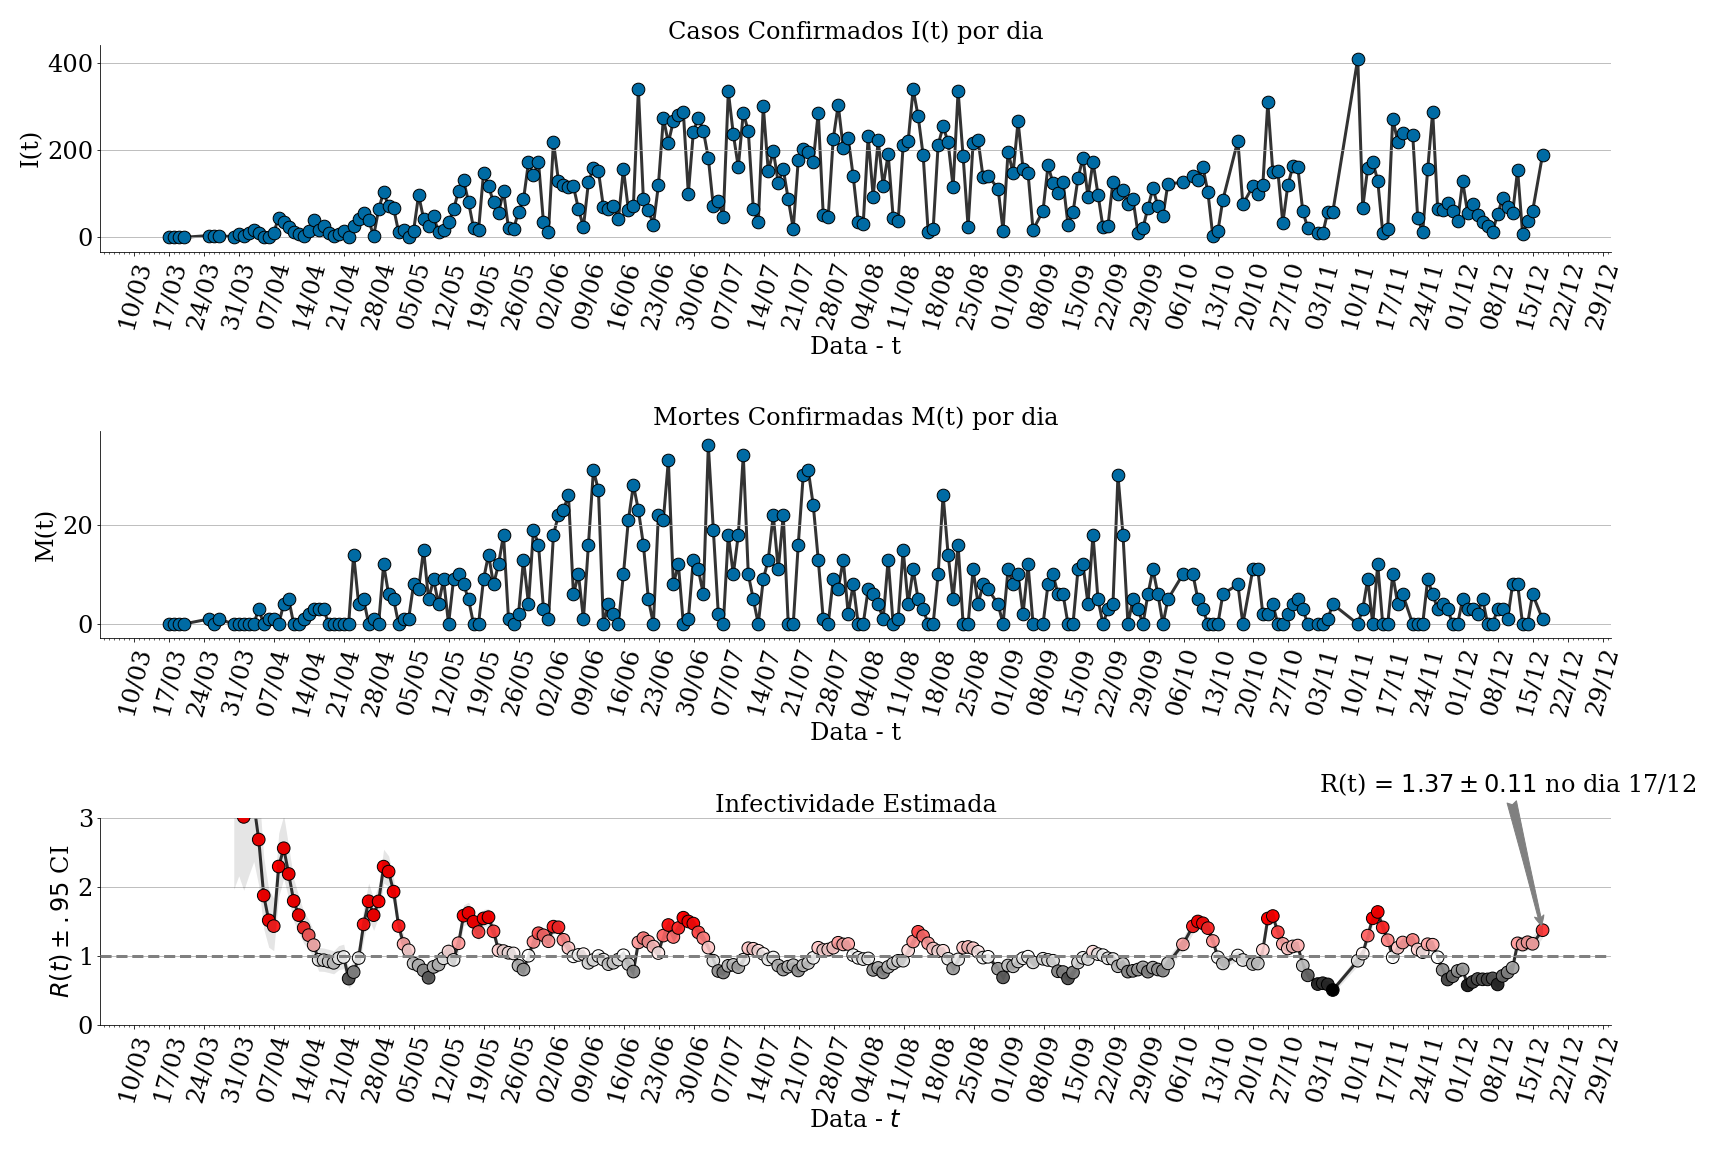 Casos Confirmados I(t) por dia
400
200
0
I(t)
10/03 17/03 24/03 31/03 07/04 14/04 21/04 28/04 05/05 12/05 19/05 26/05 02/06 09/06 16/06 23/06 30/06 07/07 14/07 21/07 28/07 04/08 11/08 18/08 25/08 01/09 08/09 15/09 22/09 29/09 06/10 13/10 20/10 27/10 03/11 10/11 17/11 24/11 01/12 08/12 15/12 22/12 29/12
Data - t
Mortes Confirmadas M(t) por dia
20
0
M(t)
10/03 17/03 24/03 31/03 07/04 14/04 21/04 28/04 05/05 12/05 19/05 26/05 02/06 09/06 16/06 23/06 30/06 07/07 14/07 21/07 28/07 04/08 11/08 18/08 25/08 01/09 08/09 15/09 22/09 29/09 06/10 13/10 20/10 27/10 03/11 10/11 17/11 24/11 01/12 08/12 15/12 22/12 29/12
Data - t
R(t) = 1.37 ± 0.11 no dia 17/12
Infectividade Estimada
3
2
1
0
R(t) ± .95 CI
10/03 17/03 24/03 31/03 07/04 14/04 21/04 28/04 05/05 12/05 19/05 26/05 02/06 09/06 16/06 23/06 30/06 07/07 14/07 21/07 28/07 04/08 11/08 18/08 25/08 01/09 08/09 15/09 22/09 29/09 06/10 13/10 20/10 27/10 03/11 10/11 17/11 24/11 01/12 08/12 15/12 22/12 29/12
Data - t